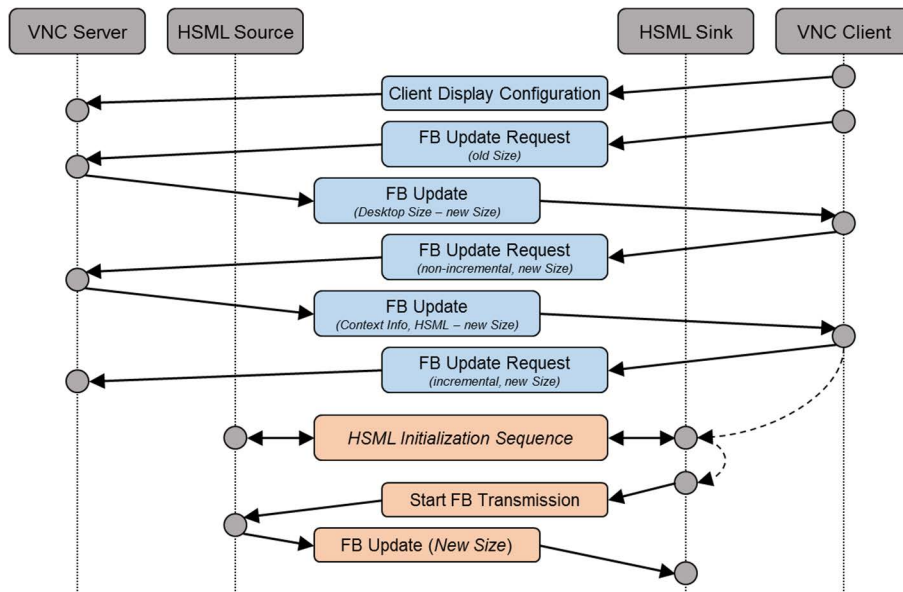 VNC Server
HSML Source
HSML Sink
VNC Client
Client Display Configuration
FB Update Request
(old Size)
FB Update
(Desktop Size – new Size)
FB Update Request
(non-incremental, new Size)
FB Update
(Context Info, HSML – new Size)
FB Update Request
(incremental, new Size)
HSML Initialization Sequence
Start FB Transmission
FB Update (New Size)